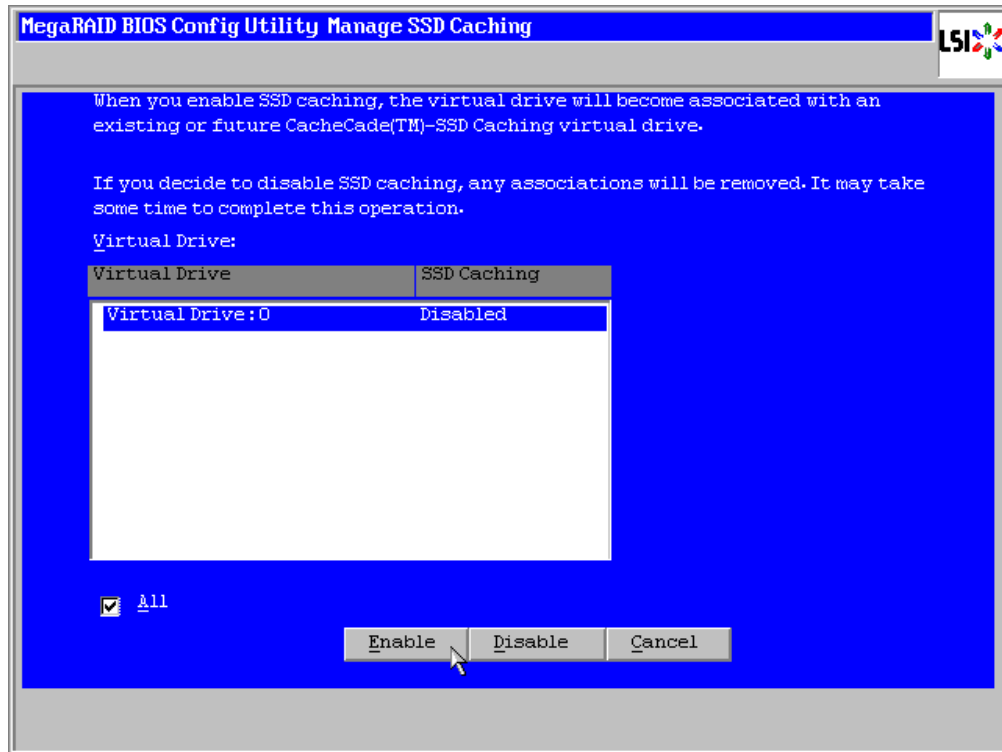 MegaRAID BIOS Config Utility Manage SSD Caching
LSI
When you enable SSD caching, the virtual drive will become associated with an
existing or future CacheCade(TM)-SSD Caching virtual drive.
If you decide to disable SSD caching, any associations will be removed. It may take
some time to complete this operation.
Virtual Drive:
Virtual Drive SSD Caching
Virtual Drive:0 Disabled
All
Enable Disable Cancel